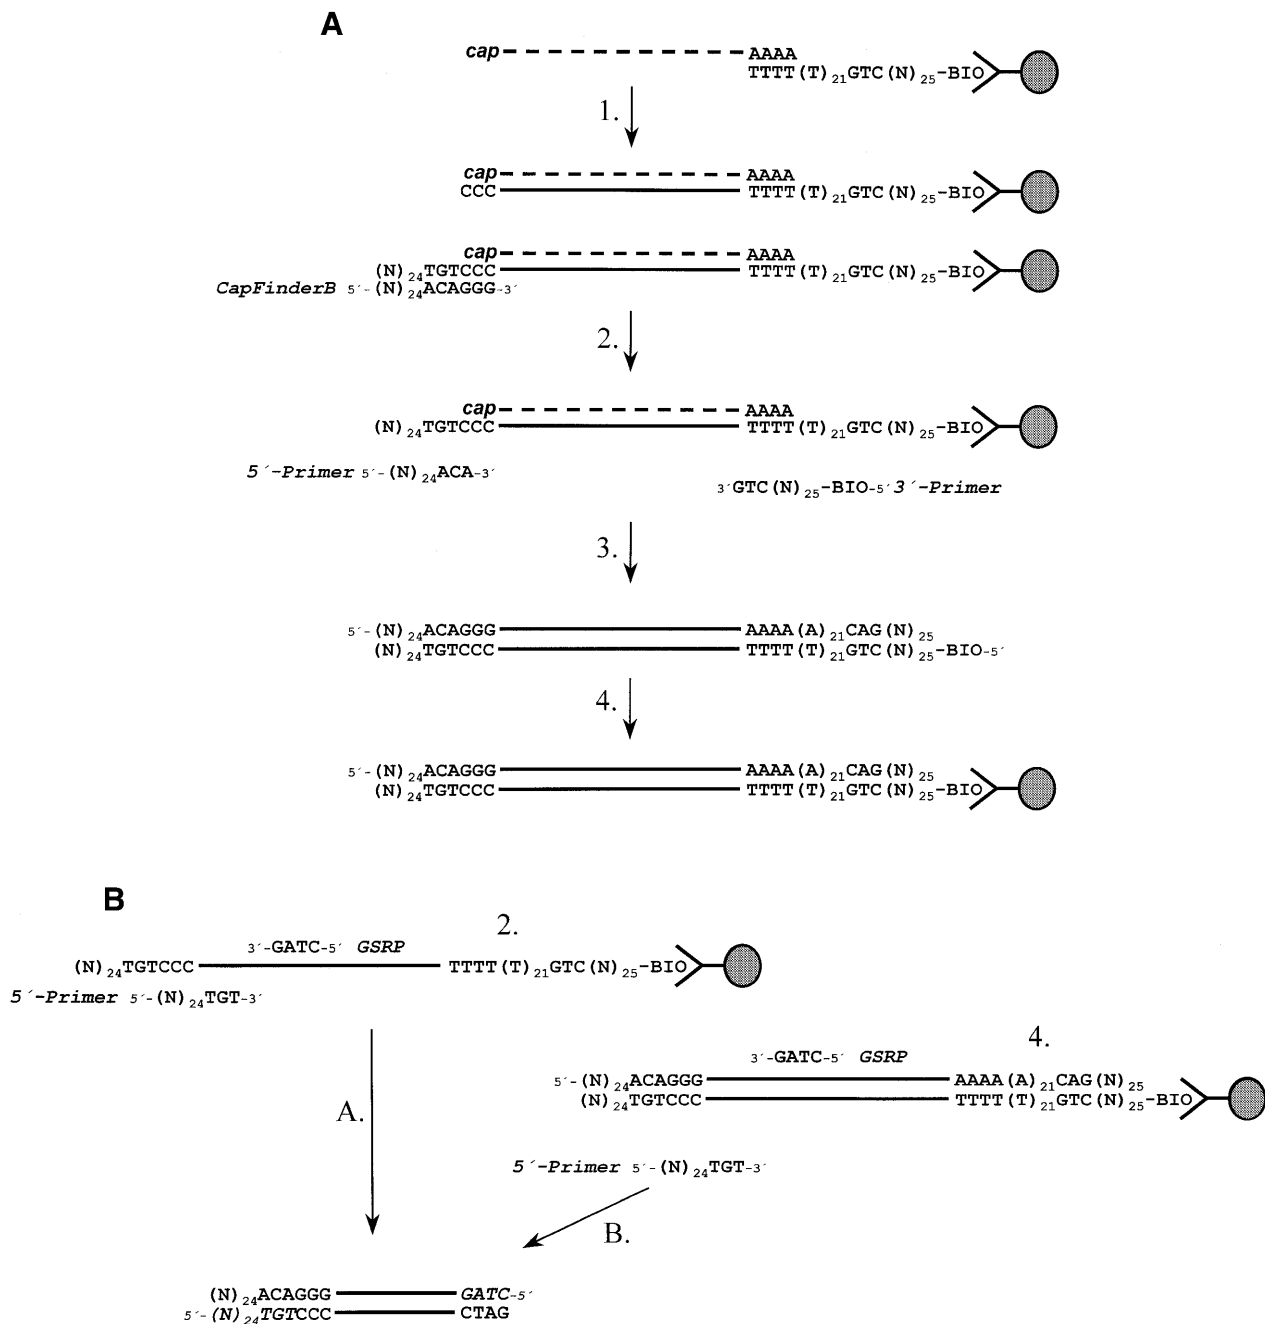 A
cap AAAA
TTTT(T)21GTC(N)25-BIO
1.
cap AAAA
CCC TTTT(T)21GTC(N)25-BIO
cap AAAA
(N)24TGTCCC TTTT(T)21GTC(N)25-BIO
CapFinderB 5´-(N)24ACAGGG-3´
2.
cap AAAA
(N)24TGTCCC TTTT(T)21GTC(N)25-BIO
5´-Primer 5´-(N)24ACA-3´
3´GTC(N)25-BIO-5´3´-Primer
3.
5´-(N)24ACAGGG AAAA(A)21CAG(N)25
(N)24TGTCCC TTTT(T)21GTC(N)25-BIO-5´
4.
5´-(N)24ACAGGG AAAA(A)21CAG(N)25
(N)24TGTCCC TTTT(T)21GTC(N)25-BIO
B
2.
3´-GATC-5´ GSRP
(N)24TGTCCC TTTT(T)21GTC(N)25-BIO
5´-Primer 5´-(N)24TGT-3´
4.
3´-GATC-5´ GSRP
5´-(N)24ACAGGG AAAA(A)21CAG(N)25
(N)24TGTCCC TTTT(T)21GTC(N)25-BIO
A.
5´-Primer 5´-(N)24TGT-3´
B.
(N)24ACAGGG GATC-5´
5´-(N)24TGTCCC CTAG